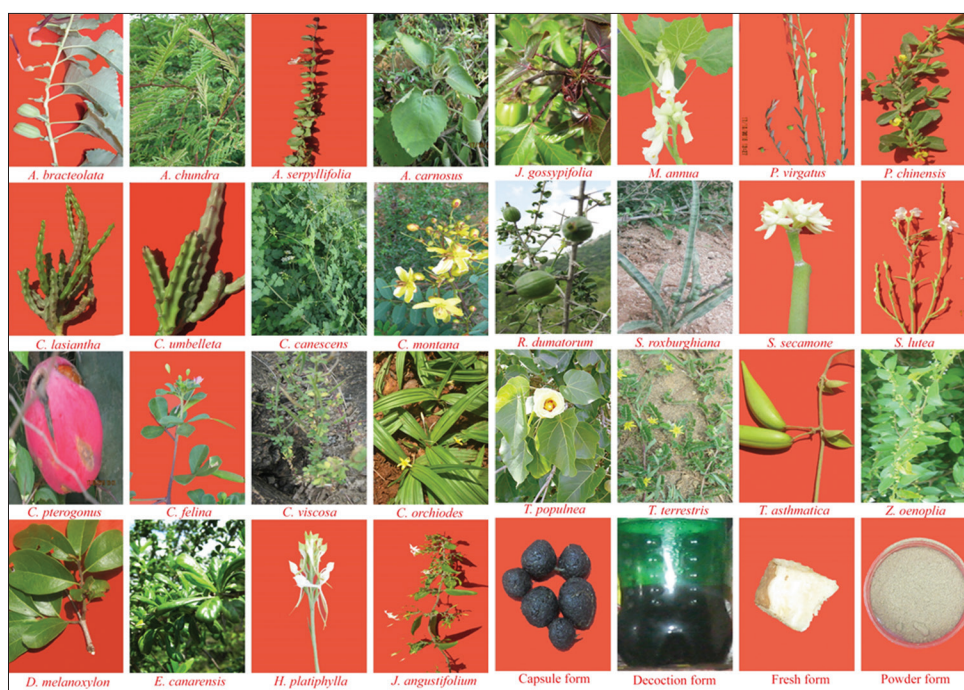 A. bracteolata
A. chundra
A. serpyllifolia
A. carnosus
J. gossypifolia
M. annua
P. virgatus
P. chinensis
C. lasiantha
C. umbelleta
C. canescens
C. montana
R. dumatorum
S. roxburghiana
S. secamone
S. lutea
C. pterogonus
C. felina
C. viscosa
C. orchiodes
T. populnea
T. terrestris
T. asthmatica
Z. oenoplia
D. melanoxylon
E. canarensis
H. platiphylla
J. angustifolium
Capsule form
Decoction form
Fresh form
Powder form